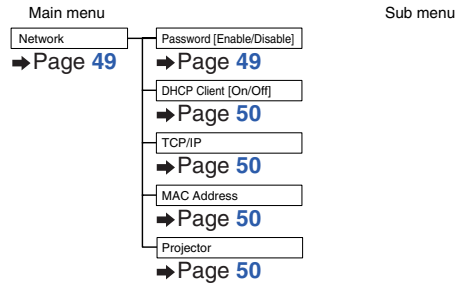 Main menu Sub menu
Network Password [Enable/Disable]
➡Page 49 ➡Page 49
DHCP Client [On/Off]
➡Page 50
TCP/IP
➡Page 50
MAC Address
➡Page 50
Projector
➡Page 50